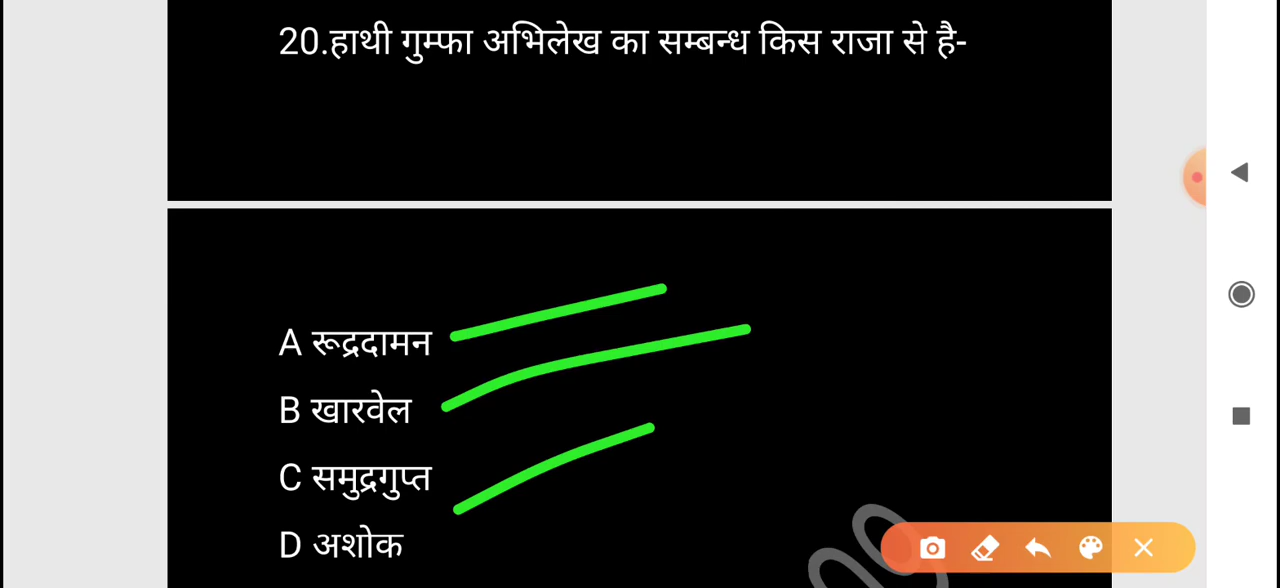 20.हाथी गुम्फा अभिलेख का सम्बन्ध किस राजा से है-
A रूद्रदामन
B खारवेल
C समुद्रगुप्त
D अशोक